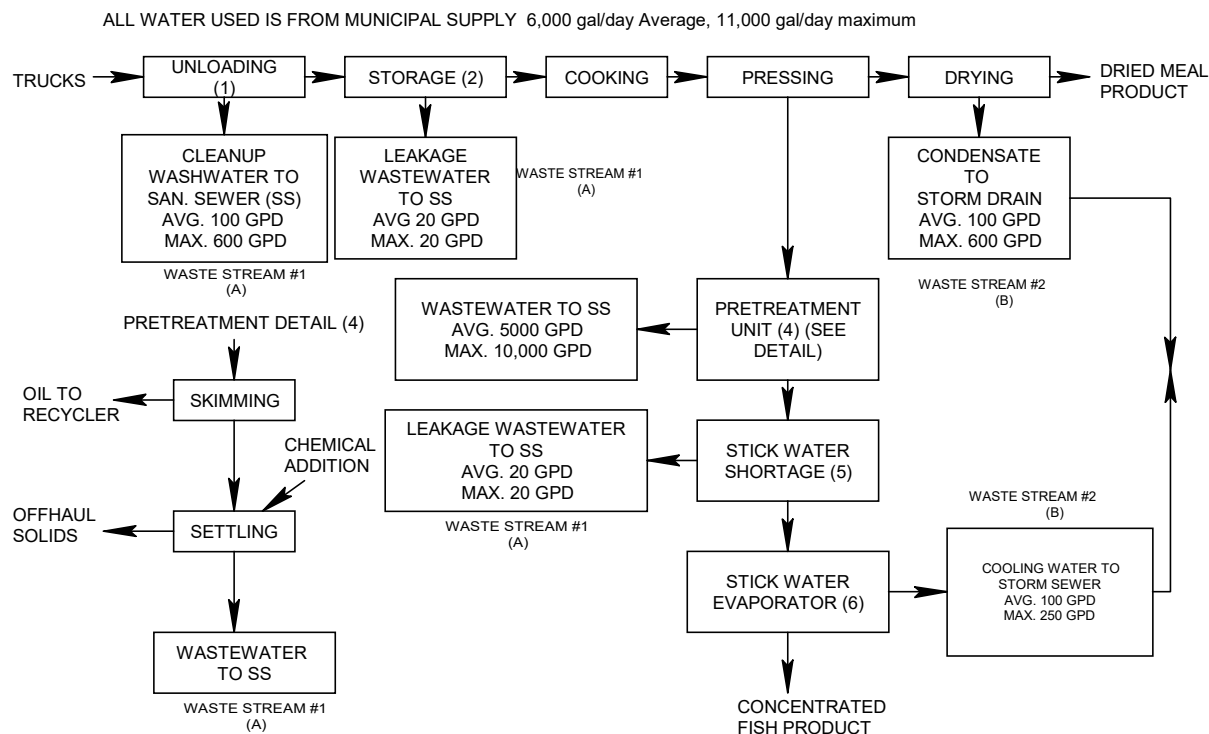 ALL WATER USED IS FROM MUNICIPAL SUPPLY 6,000 gal/day Average, 11,000 gal/day maximum
TRUCKS
UNLOADING
(1)
STORAGE (2)
COOKING
PRESSING
DRYING
DRIED MEAL
PRODUCT
CLEANUP
WASHWATER TO
SAN. SEWER (SS)
AVG. 100 GPD
MAX. 600 GPD
WASTE STREAM #1
(A)
LEAKAGE
WASTEWATER
TO SS
AVG 20 GPD
MAX. 20 GPD
WASTE STREAM #1
(A)
CONDENSATE
TO
STORM DRAIN
AVG. 100 GPD
MAX. 600 GPD
WASTE STREAM #2
(B)
WASTEWATER TO SS
AVG. 5000 GPD
MAX. 10,000 GPD
PRETREATMENT
UNIT (4) (SEE
DETAIL)
PRETREATMENT DETAIL (4)
OIL TO
RECYCLER
SKIMMING
CHEMICAL
ADDITION
OFFHAUL
SOLIDS
SETTLING
WASTEWATER
TO SS
WASTE STREAM #1
(A)
LEAKAGE WASTEWATER
TO SS
AVG. 20 GPD
MAX. 20 GPD
WASTE STREAM #1
(A)
STICK WATER
SHORTAGE (5)
STICK WATER
EVAPORATOR (6)
WASTE STREAM #2
(B)
COOLING WATER TO
STORM SEWER
AVG. 100 GPD
MAX. 250 GPD
CONCENTRATED
FISH PRODUCT